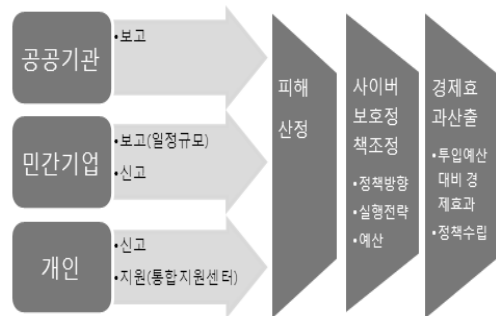 공공기관
•보고
민간기업
•보고(일정규모)
•신고
개인
•신고
•지원(통합지원센터)
피해
산정
사이버
보호정
책조정
•정책방향
•실행전략
•예산
경제효
과산출
•투입예산
대비 경
제효과
•정책수립